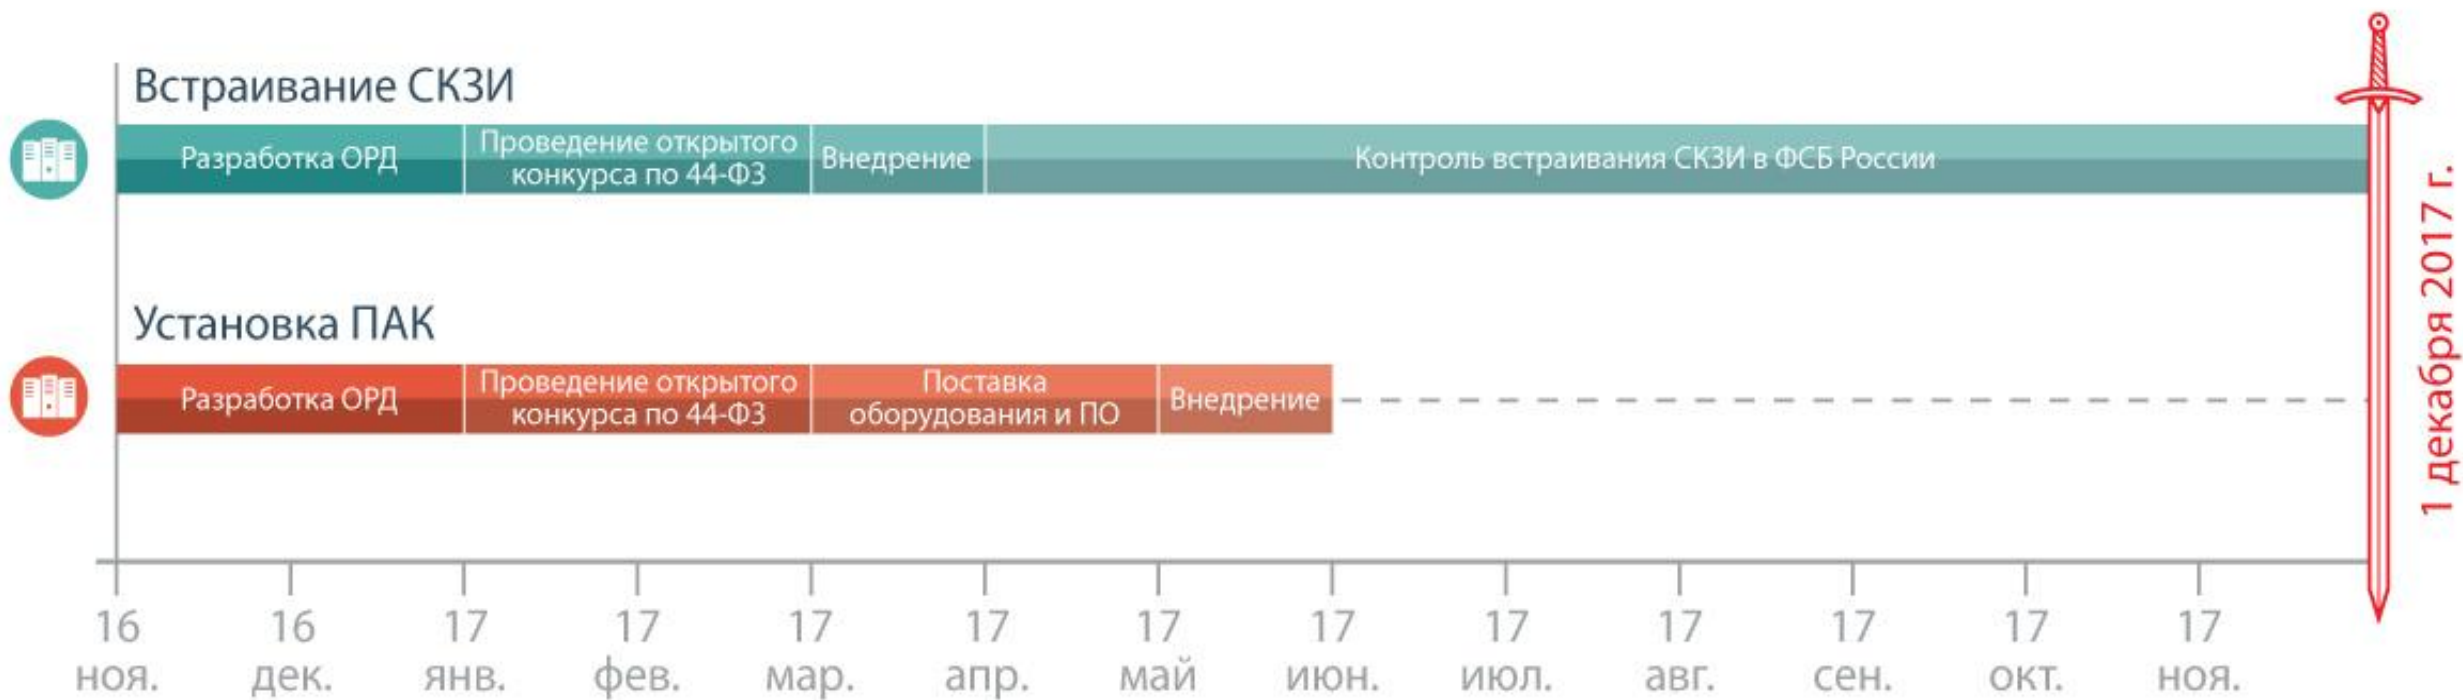 Встраивание СКЗИ
Разработка ОРД
Проведение открытого
конкурса по 44-ФЗ
Внедрение
Контроль встраивания СКЗИ в ФСБ России
Установка ПАК
Разработка ОРД
Проведение открытого
конкурса по 44-ФЗ
Поставка
оборудования и ПО
Внедрение
1 декабря 2017 г.
16 16 17 17 17 17 17 17 17 17 17 17 17
ноя. дек. янв. фев. мар. апр. май июн. июл. авг. сен. окт. ноя.